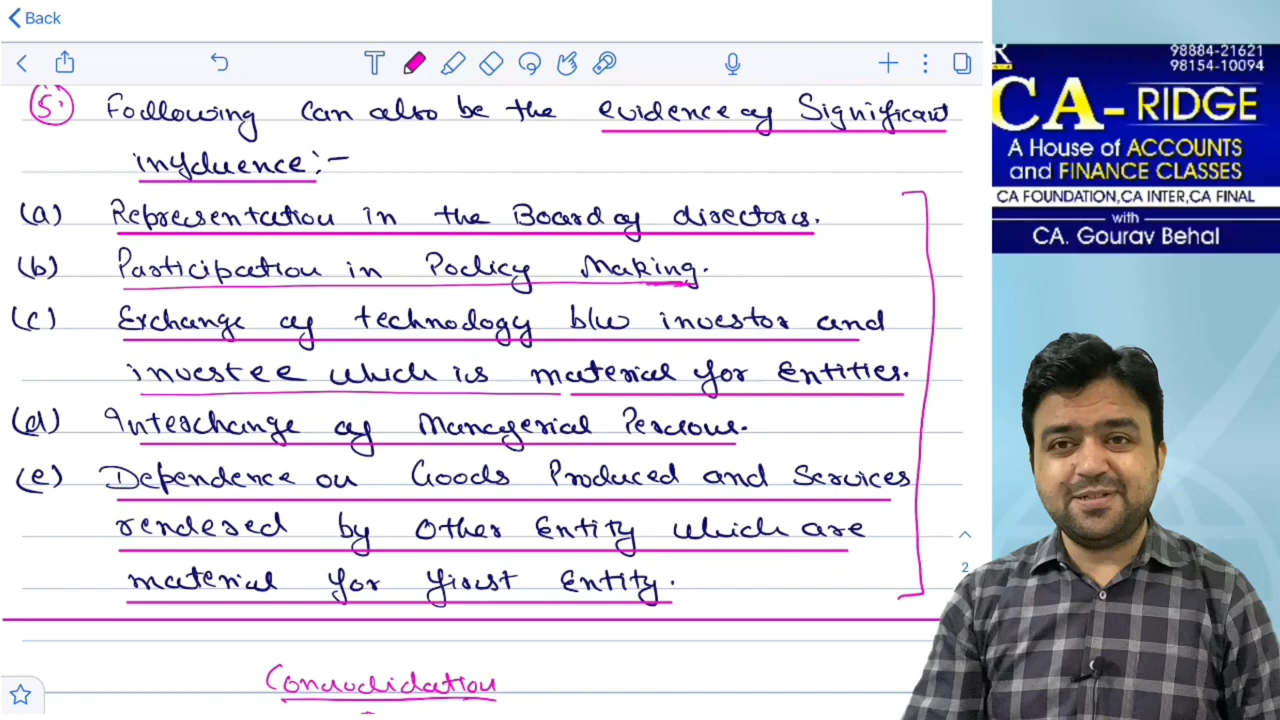 Back
98884-21621
98154-10094
R
CA-RIDGE
A House of ACCOUNTS
and FINANCE CLASSES
CA FOUNDATION,CA INTER,CA FINAL
with
CA. Gourav Behal
5. Following can also be the evidence of Significant
influence:-
(a) Representation in the Board of directors.
(b) Participation in Policy Making.
(c) Exchange of technology b/w investor and
investee which is material for Entities.
(d) Interchange of Managerial Persons.
(e) Dependence on Goods Produced and Services
rendered by Other Entity which are
material for first Entity.
2
Consolidation